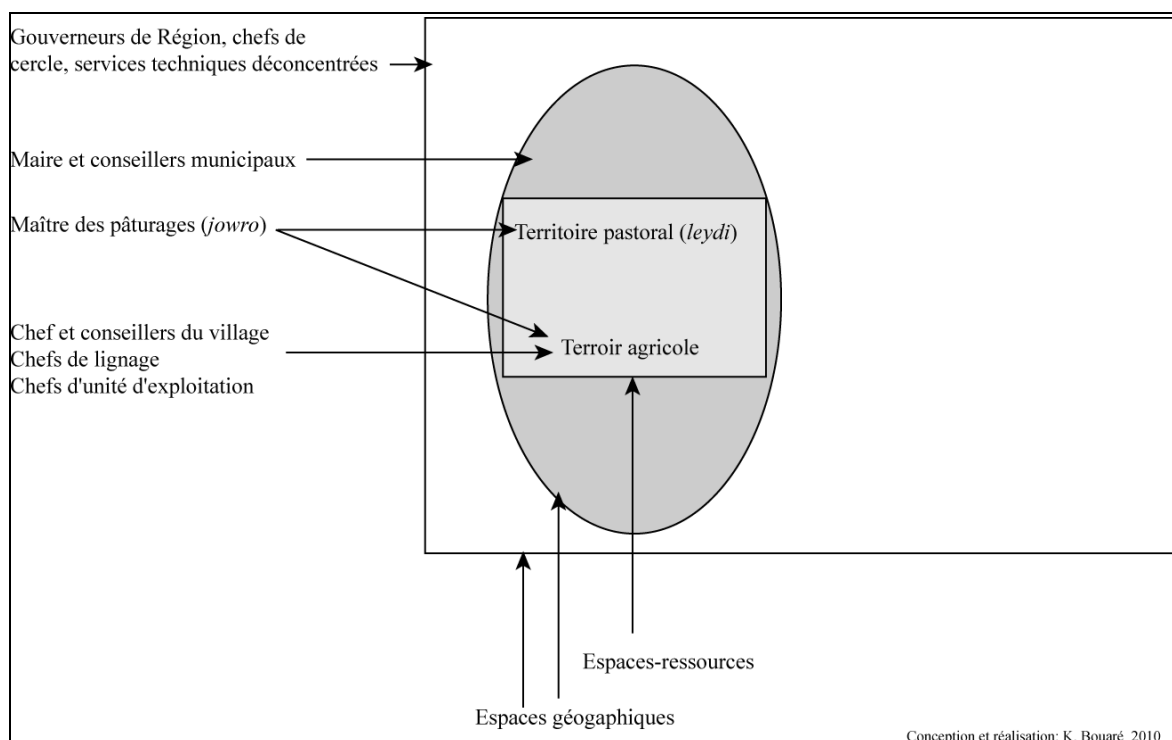 Gouverneurs de Région, chefs de
cercle, services techniques déconcentrées
Maire et conseillers municipaux
Maître des pâturages (jowro)
Territoire pastoral (leydi)
Chef et conseillers du village
Terroir agricole
Chefs de lignage
Chefs d'unité d'exploitation
Espaces-ressources
Espaces géogaphiques
Conception et réalisation: K. Bouaré, 2010